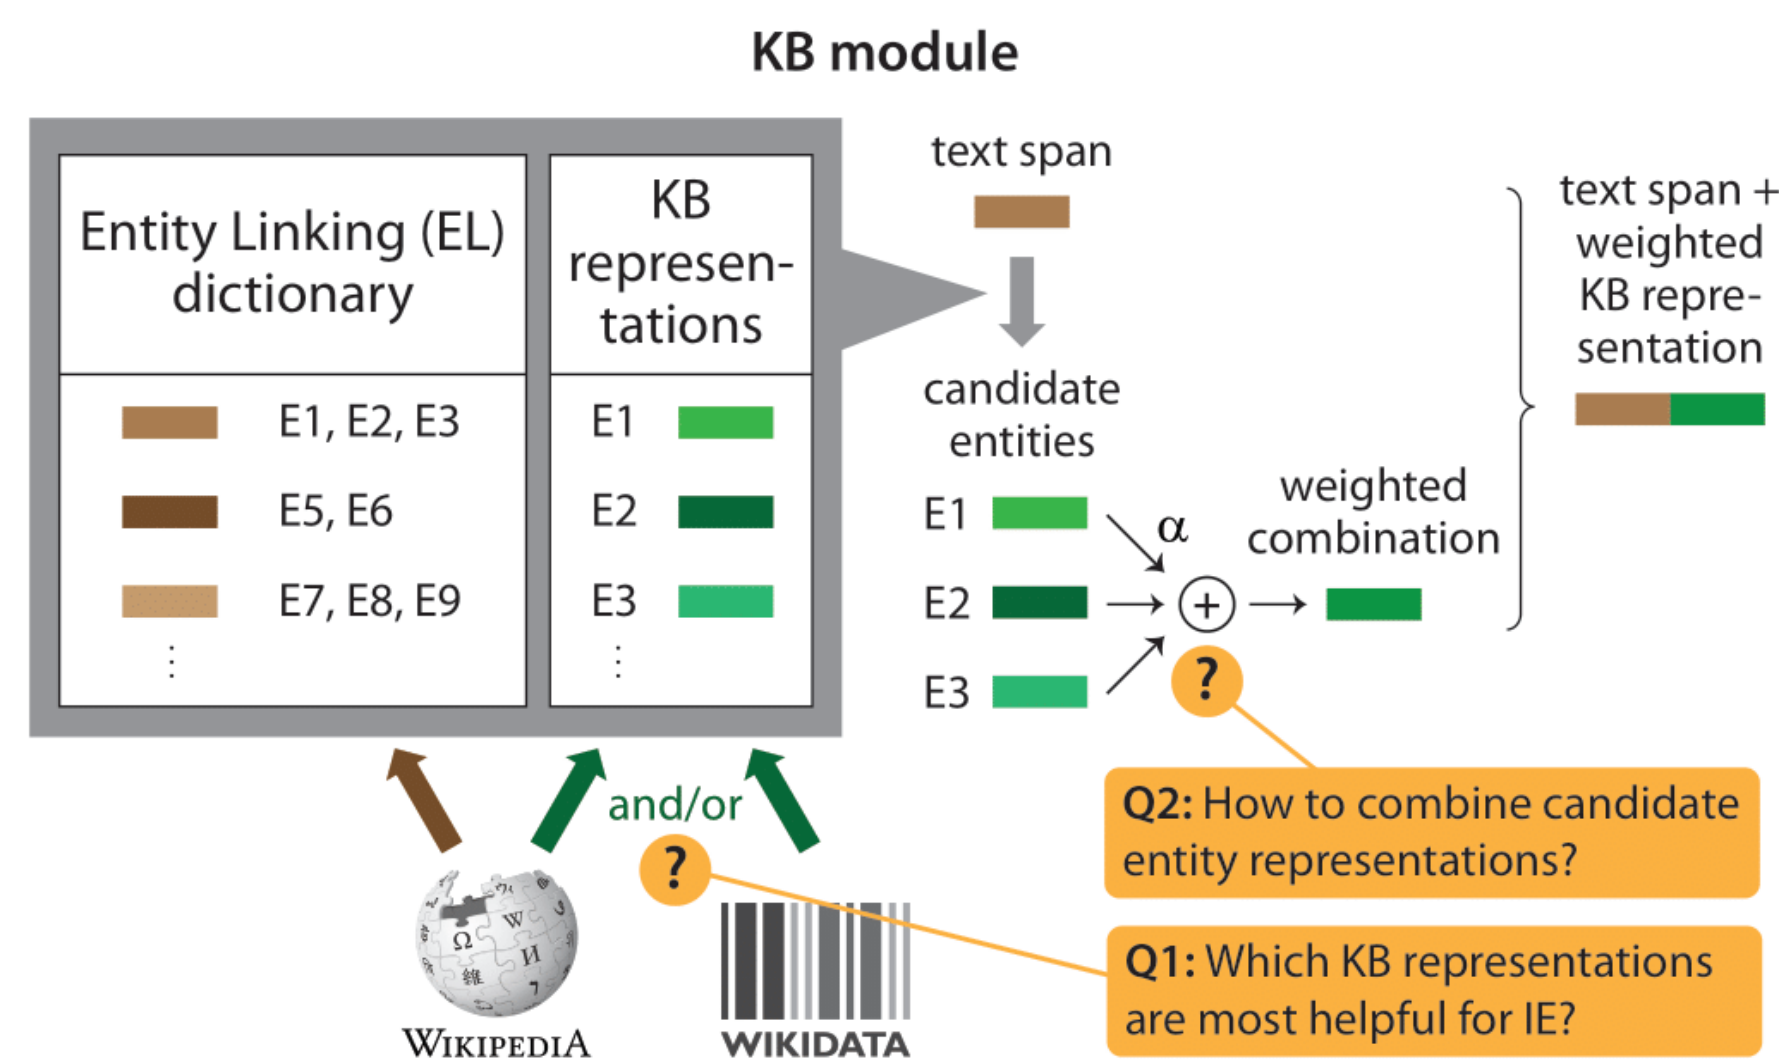 KB module
Entity Linking (EL)
dictionary
KB
represen-
tations
E1, E2, E3
E5, E6
E7, E8, E9
E1
E2
E3
text span
candidate
entities
E1
E2
E3
α
+
?
weighted
combination
text span +
weighted
KB repre-
sentation
and/or
?
Q2: How to combine candidate
entity representations?
Q1: Which KB representations
are most helpful for IE?
Ω
W
И
維
WIKIPEDIA
WIKIDATA